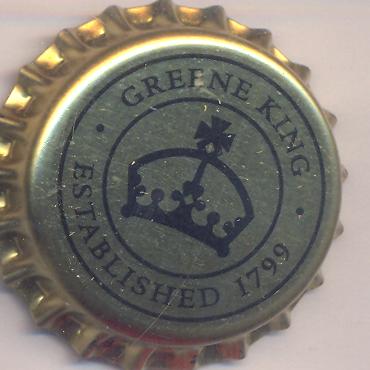 · GREENE KING ·
ESTABLISHED 1799